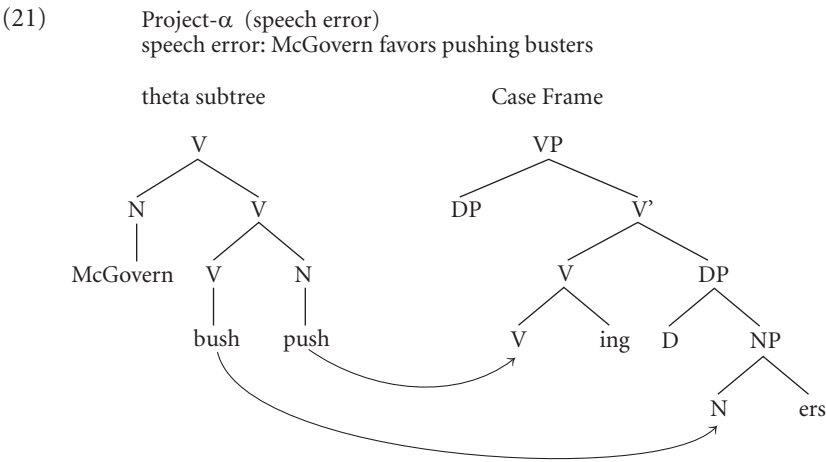 (21) Project-α (speech error)
speech error: McGovern favors pushing busters
theta subtree Case Frame
V VP
N V DP V’
McGovern V N V DP
bush push V ing D NP
N ers